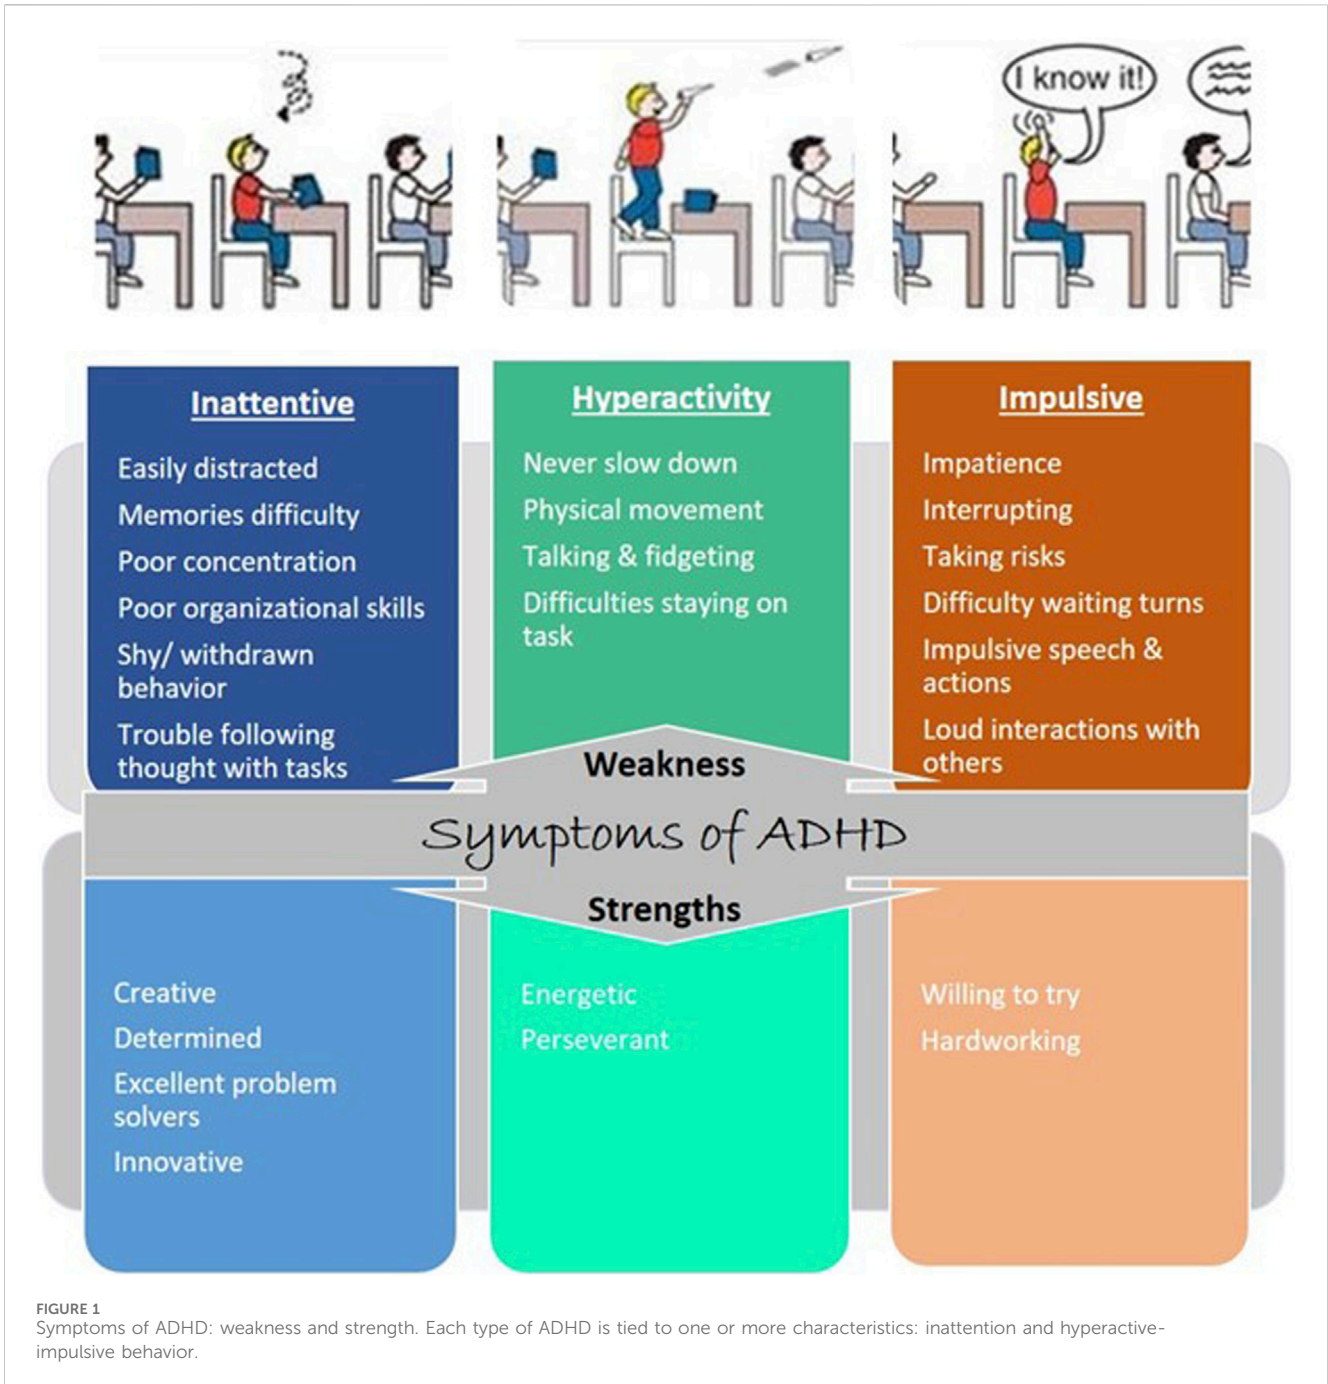 I know it!
Inattentive
Easily distracted
Memories difficulty
Poor concentration
Poor organizational skills
Shy/ withdrawn
behavior
Trouble following
thought with tasks
Hyperactivity
Never slow down
Physical movement
Talking & fidgeting
Difficulties staying on
task
Impulsive
Impatience
Interrupting
Taking risks
Difficulty waiting turns
Impulsive speech &
actions
Loud interactions with
others
Weakness
Symptoms of ADHD
Strengths
Creative
Determined
Excellent problem
solvers
Innovative
Energetic
Perseverant
Willing to try
Hardworking
FIGURE 1
Symptoms of ADHD: weakness and strength. Each type of ADHD is tied to one or more characteristics: inattention and hyperactive-
impulsive behavior.